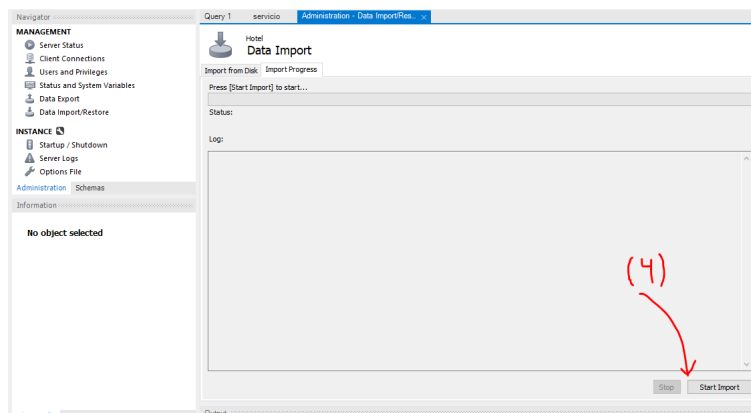 Navigator
MANAGEMENT
Server Status
Client Connections
Users and Privileges
Status and System Variables
Data Export
Data Import/Restore
INSTANCE
Startup / Shutdown
Server Logs
Options File
Administration Schemas
Information
No object selected
Query 1 servicio Administration - Data Import/Res... x
Hotel
Data Import
Import from Disk Import Progress
Press [Start Import] to start...
Status:
Log:
(4)
Stop Start Import
Output